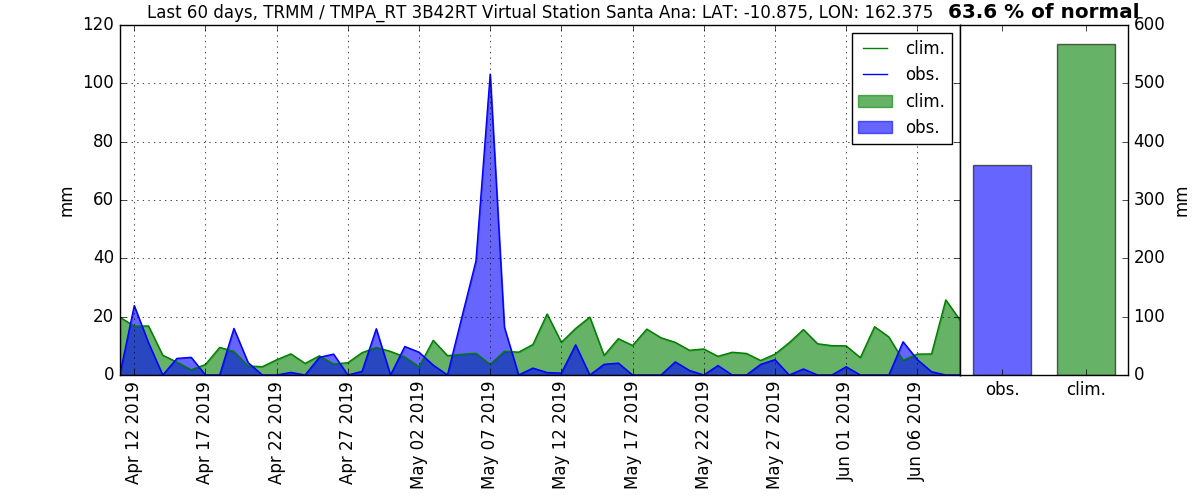 Last 60 days, TRMM / TMPA_RT 3B42RT Virtual Station Santa Ana: LAT: -10.875, LON: 162.375
63.6 % of normal
120
100
80
60
40
20
0
mm
clim.
obs.
clim.
obs.
600
500
400
300
200
100
0
mm
obs.
clim.
Apr 12 2019
Apr 17 2019
Apr 22 2019
Apr 27 2019
May 02 2019
May 07 2019
May 12 2019
May 17 2019
May 22 2019
May 27 2019
Jun 01 2019
Jun 06 2019